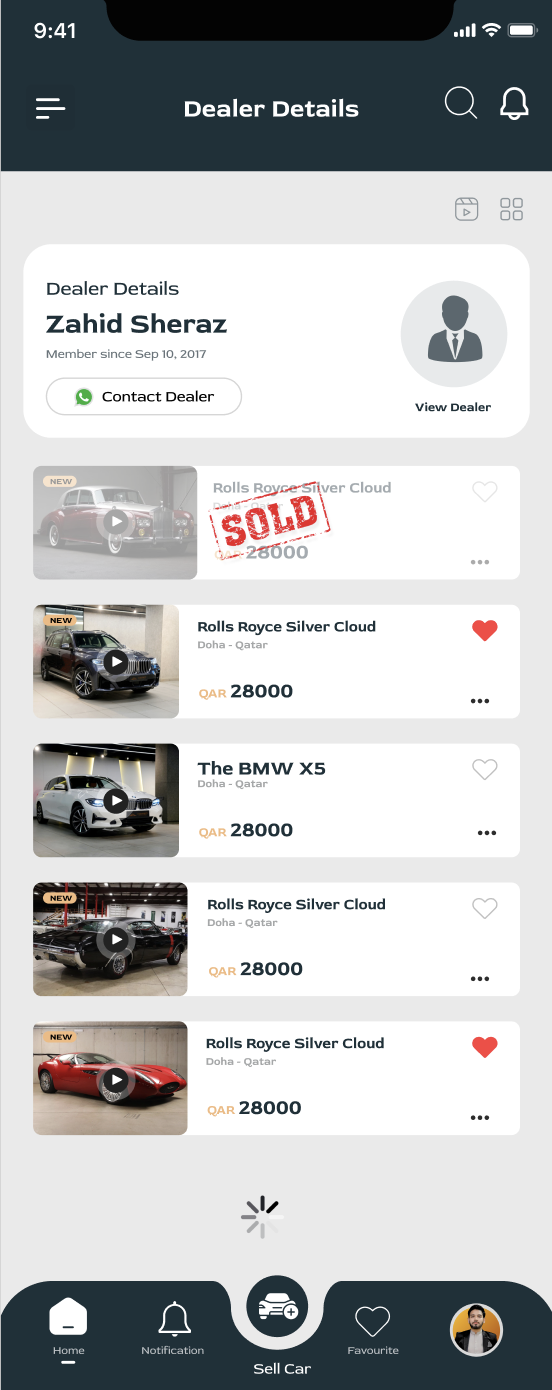 9:41
Dealer Details
Dealer Details
Zahid Sheraz
Member since Sep 10, 2017
Contact Dealer
View Dealer
NEW
Rolls Royce Silver Cloud
Doha - Qatar
SOLD
QAR 28000
NEW
Rolls Royce Silver Cloud
Doha - Qatar
QAR 28000
The BMW X5
Doha - Qatar
QAR 28000
NEW
Rolls Royce Silver Cloud
Doha - Qatar
QAR 28000
NEW
Rolls Royce Silver Cloud
Doha - Qatar
QAR 28000
Home
Notification
Sell Car
Favourite